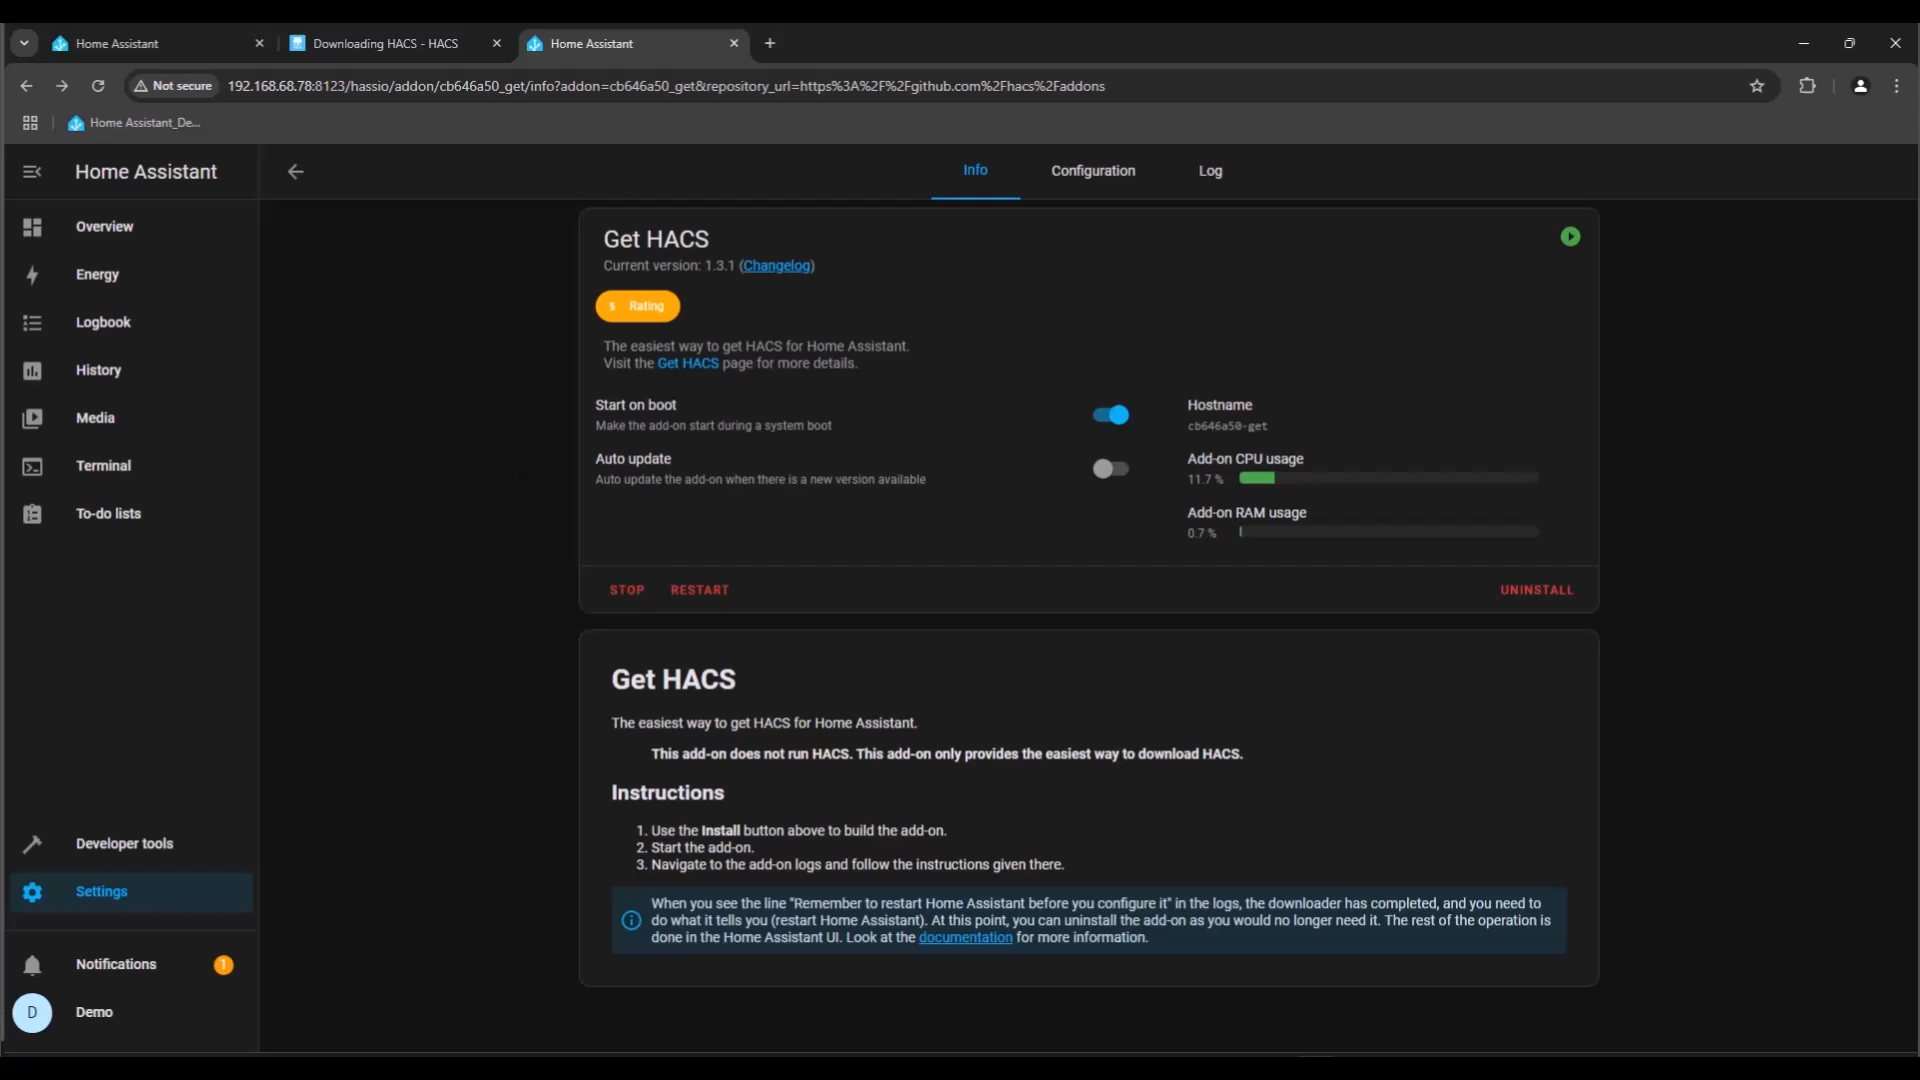 Home Assistant
Downloading HACS - HACS
Home Assistant
Not secure
192.168.68.78:8123/hassio/addon/cb646a50_get/info?addon=cb646a50_get&repository_url=https%3A%2F%2Fgithub.com%2Fhacs%2Faddons
Home Assistant_De...
Home Assistant
Info
Configuration
Log
Overview
Energy
Logbook
History
Media
Terminal
To-do lists
Developer tools
Settings
Notifications
1
D
Demo
Get HACS
Current version: 1.3.1 (Changelog)
Rating
The easiest way to get HACS for Home Assistant.
Visit the Get HACS page for more details.
Start on boot
Make the add-on start during a system boot
Auto update
Auto update the add-on when there is a new version available
Hostname
cb646a50-get
Add-on CPU usage
11.7 %
Add-on RAM usage
0.7 %
STOP
RESTART
UNINSTALL
Get HACS
The easiest way to get HACS for Home Assistant.
This add-on does not run HACS. This add-on only provides the easiest way to download HACS.
Instructions
1. Use the Install button above to build the add-on.
2. Start the add-on.
3. Navigate to the add-on logs and follow the instructions given there.
When you see the line "Remember to restart Home Assistant before you configure it" in the logs, the downloader has completed, and you need to
do what it tells you (restart Home Assistant). At this point, you can uninstall the add-on as you would no longer need it. The rest of the operation is
done in the Home Assistant UI. Look at the documentation for more information.